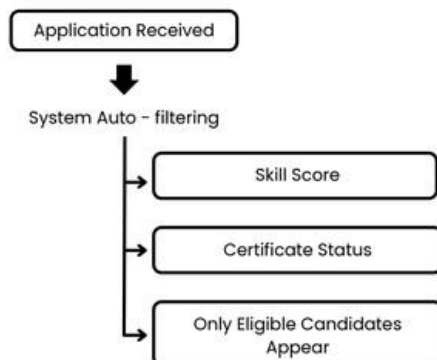 Application Received
System Auto - filtering
Skill Score
Certificate Status
Only Eligible Candidates
Appear